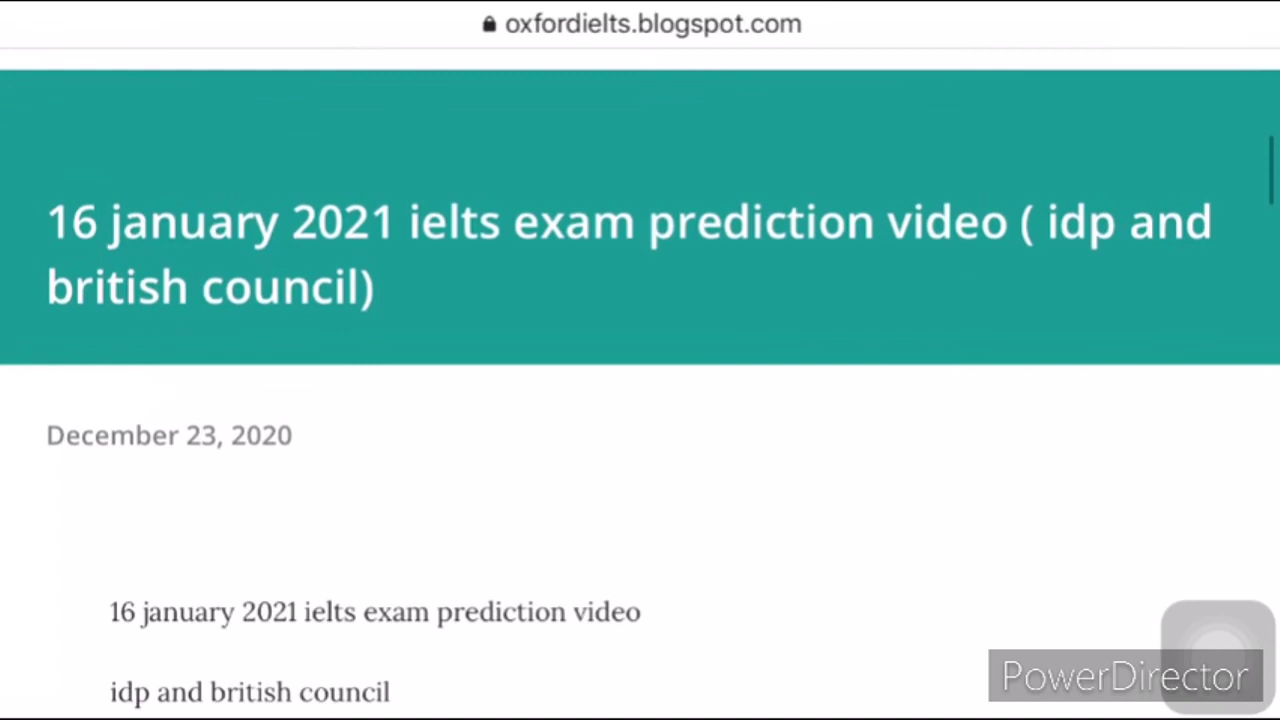 oxfordielts.blogspot.com
16 january 2021 ielts exam prediction video ( idp and
british council)
December 23, 2020
16 january 2021 ielts exam prediction video
idp and british council
PowerDirector